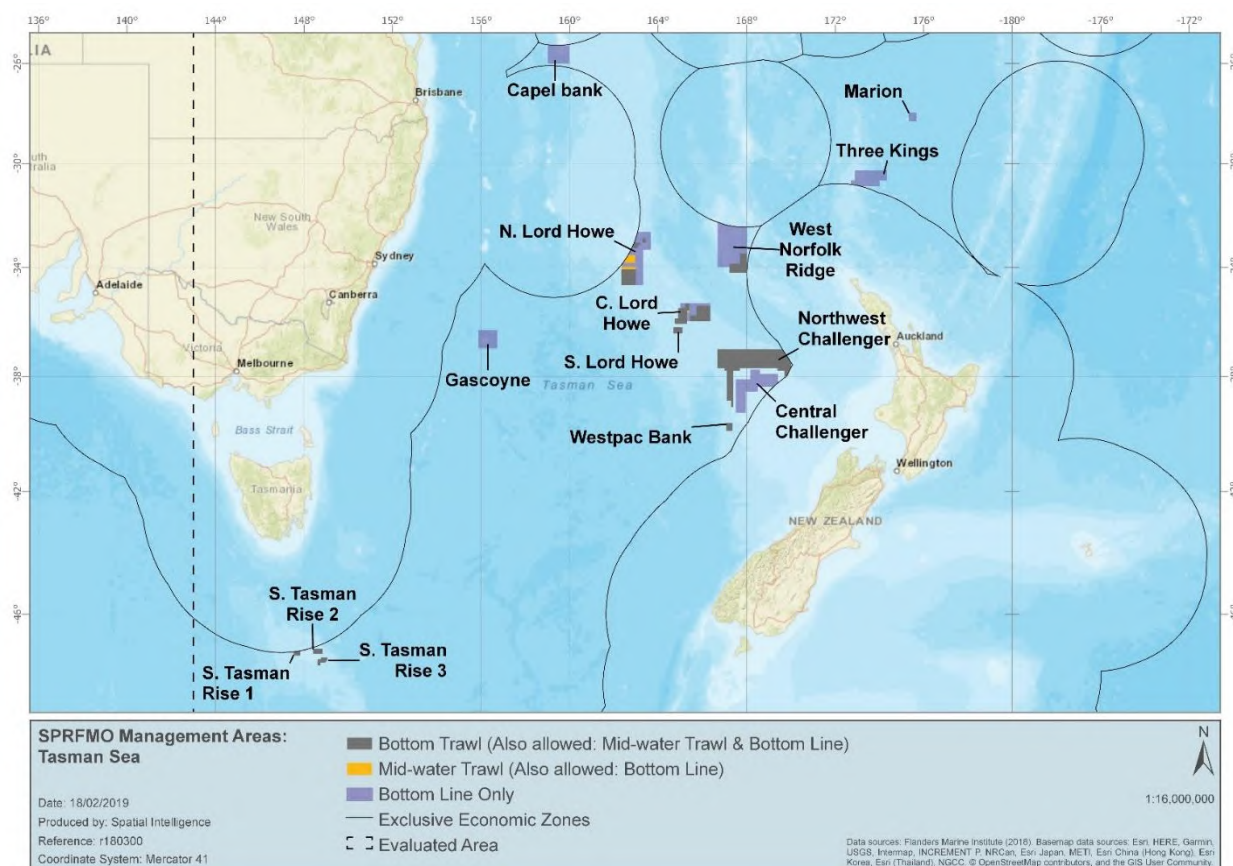 136° 140° 144° 148° 152° 156° 160° 164° 168° 172° 176° -180° -176° -172°
LIA
-26°
Brisbane
Capel bank
Marion
Three Kings
-30°
New South Wales
N. Lord Howe
West Norfolk Ridge
Sydney
-34°
Adelaide
Canberra
C. Lord Howe
Northwest Challenger
Auckland
Victoria
Melbourne
S. Lord Howe
Gascoyne
Tasman Sea
-38°
Central Challenger
Bass Strait
Westpac Bank
Wellington
Tasmania
-42°
NEW ZEALAND
S. Tasman Rise 2
-46°
S. Tasman Rise 1
S. Tasman Rise 3
SPRFMO Management Areas:
Tasman Sea
Date: 18/02/2019
Produced by: Spatial Intelligence
Reference: r180300
Coordinate System: Mercator 41
Bottom Trawl (Also allowed: Mid-water Trawl & Bottom Line)
Mid-water Trawl (Also allowed: Bottom Line)
Bottom Line Only
Exclusive Economic Zones
Evaluated Area
N
1:16,000,000
Data sources: Flanders Marine Institute (2018). Basemap data sources: Esri, HERE, Garmin,
USGS, Intermap, INCREMENT P, NRCan, Esri Japan, METI, Esri China (Hong Kong), Esri
Korea, Esri (Thailand), NGCC, © OpenStreetMap contributors, and the GIS User Community.